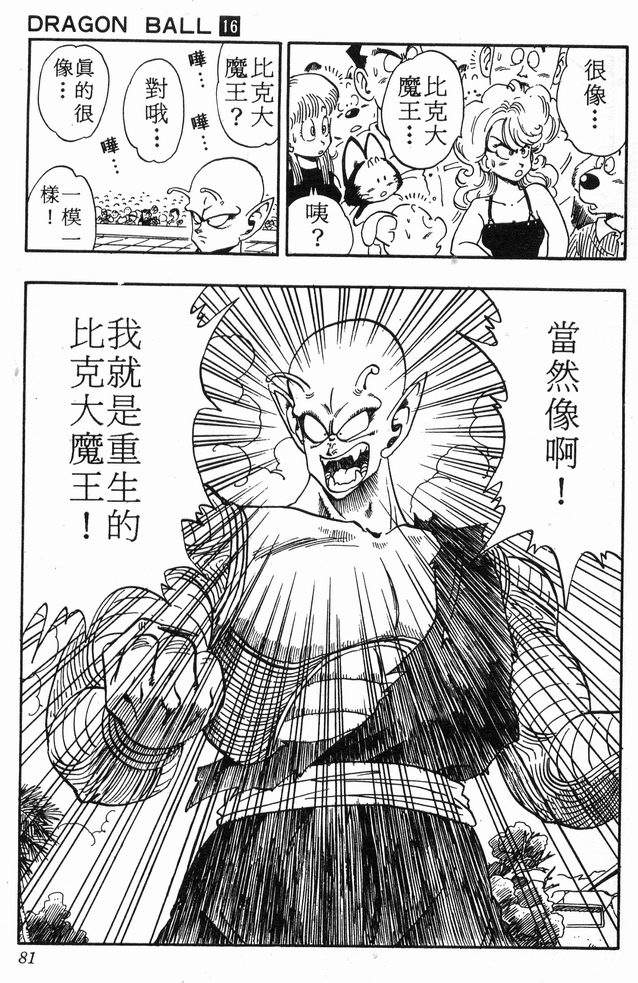 DRAGON BALL 16
很像…
比克大
魔王…
咦？
比克大
魔王？
嘩…
嘩…
對哦…
嘩…
眞的很
像…
一模一
樣！
當然像啊！
我就是重生的
比克大魔王！
81